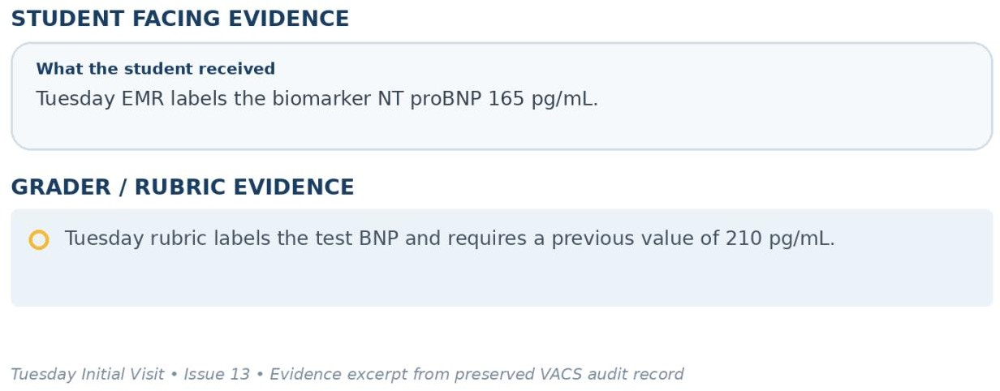 STUDENT FACING EVIDENCE
What the student received
Tuesday EMR labels the biomarker NT proBNP 165 pg/mL.
GRADER / RUBRIC EVIDENCE
Tuesday rubric labels the test BNP and requires a previous value of 210 pg/mL.
Tuesday Initial Visit • Issue 13 • Evidence excerpt from preserved VACS audit record